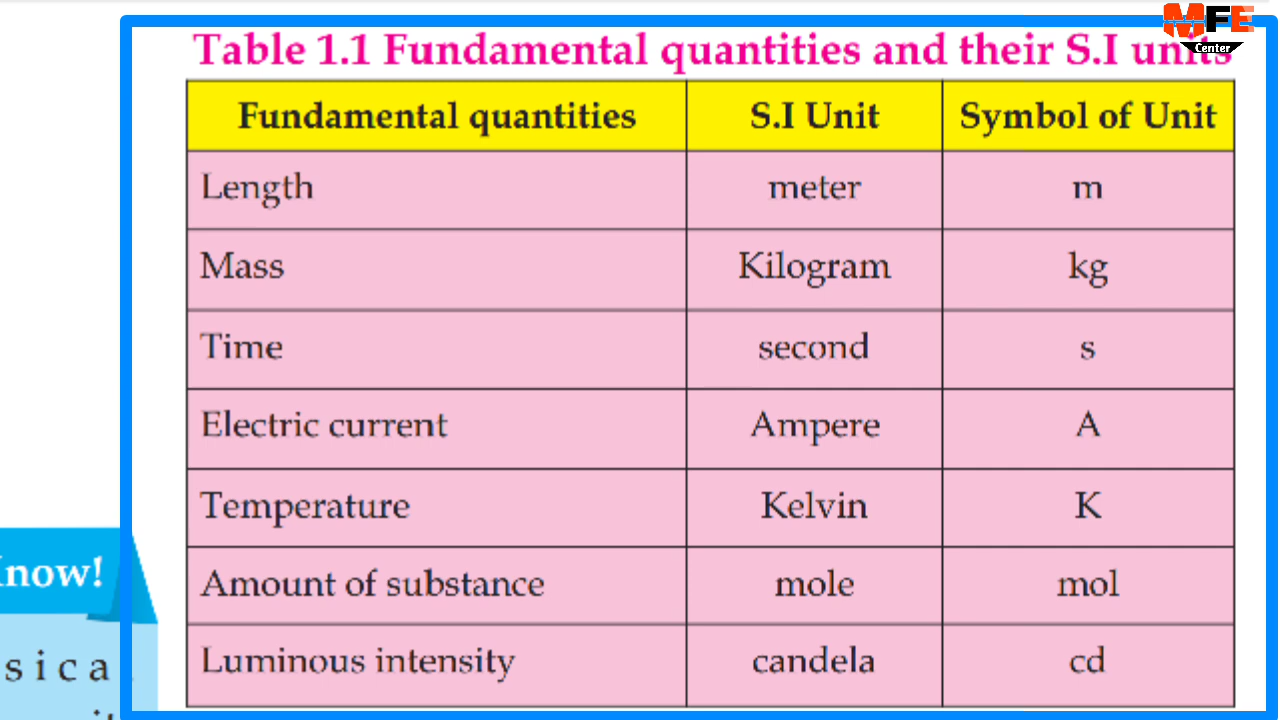 MFE
Center
Table 1.1 Fundamental quantities and their S.I units
Fundamental quantities S.I Unit Symbol of Unit
Length meter m
Mass Kilogram kg
Time second s
Electric current Ampere A
Temperature Kelvin K
Amount of substance mole mol
Luminous intensity candela cd
now!
s i c a